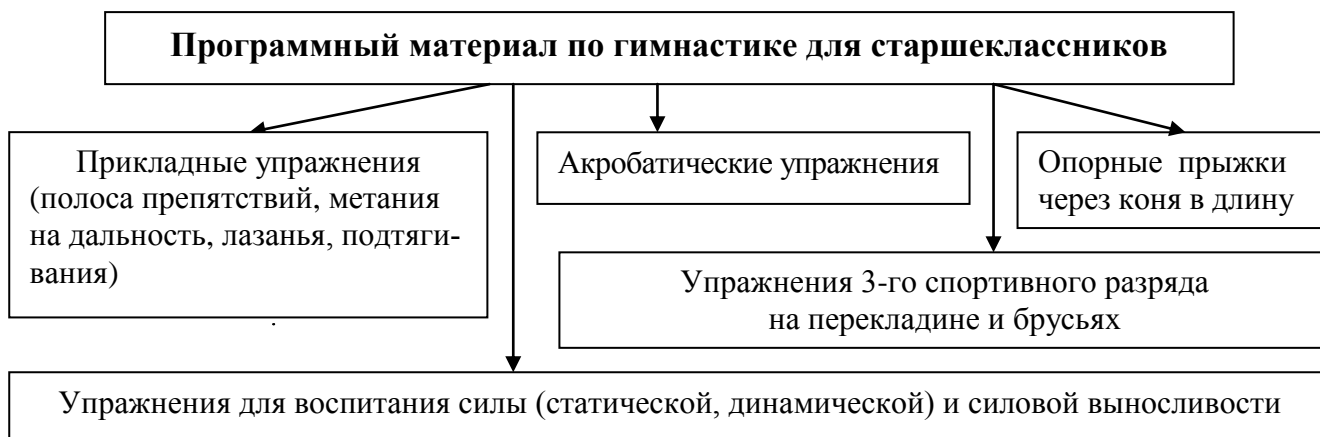 Программный материал по гимнастике для старшеклассников
Прикладные упражнения
(полоса препятствий, метания
на дальность, лазанья, подтяги-
вания)
Акробатические упражнения
Опорные прыжки
через коня в длину
Упражнения 3-го спортивного разряда
на перекладине и брусьях
Упражнения для воспитания силы (статической, динамической) и силовой выносливости